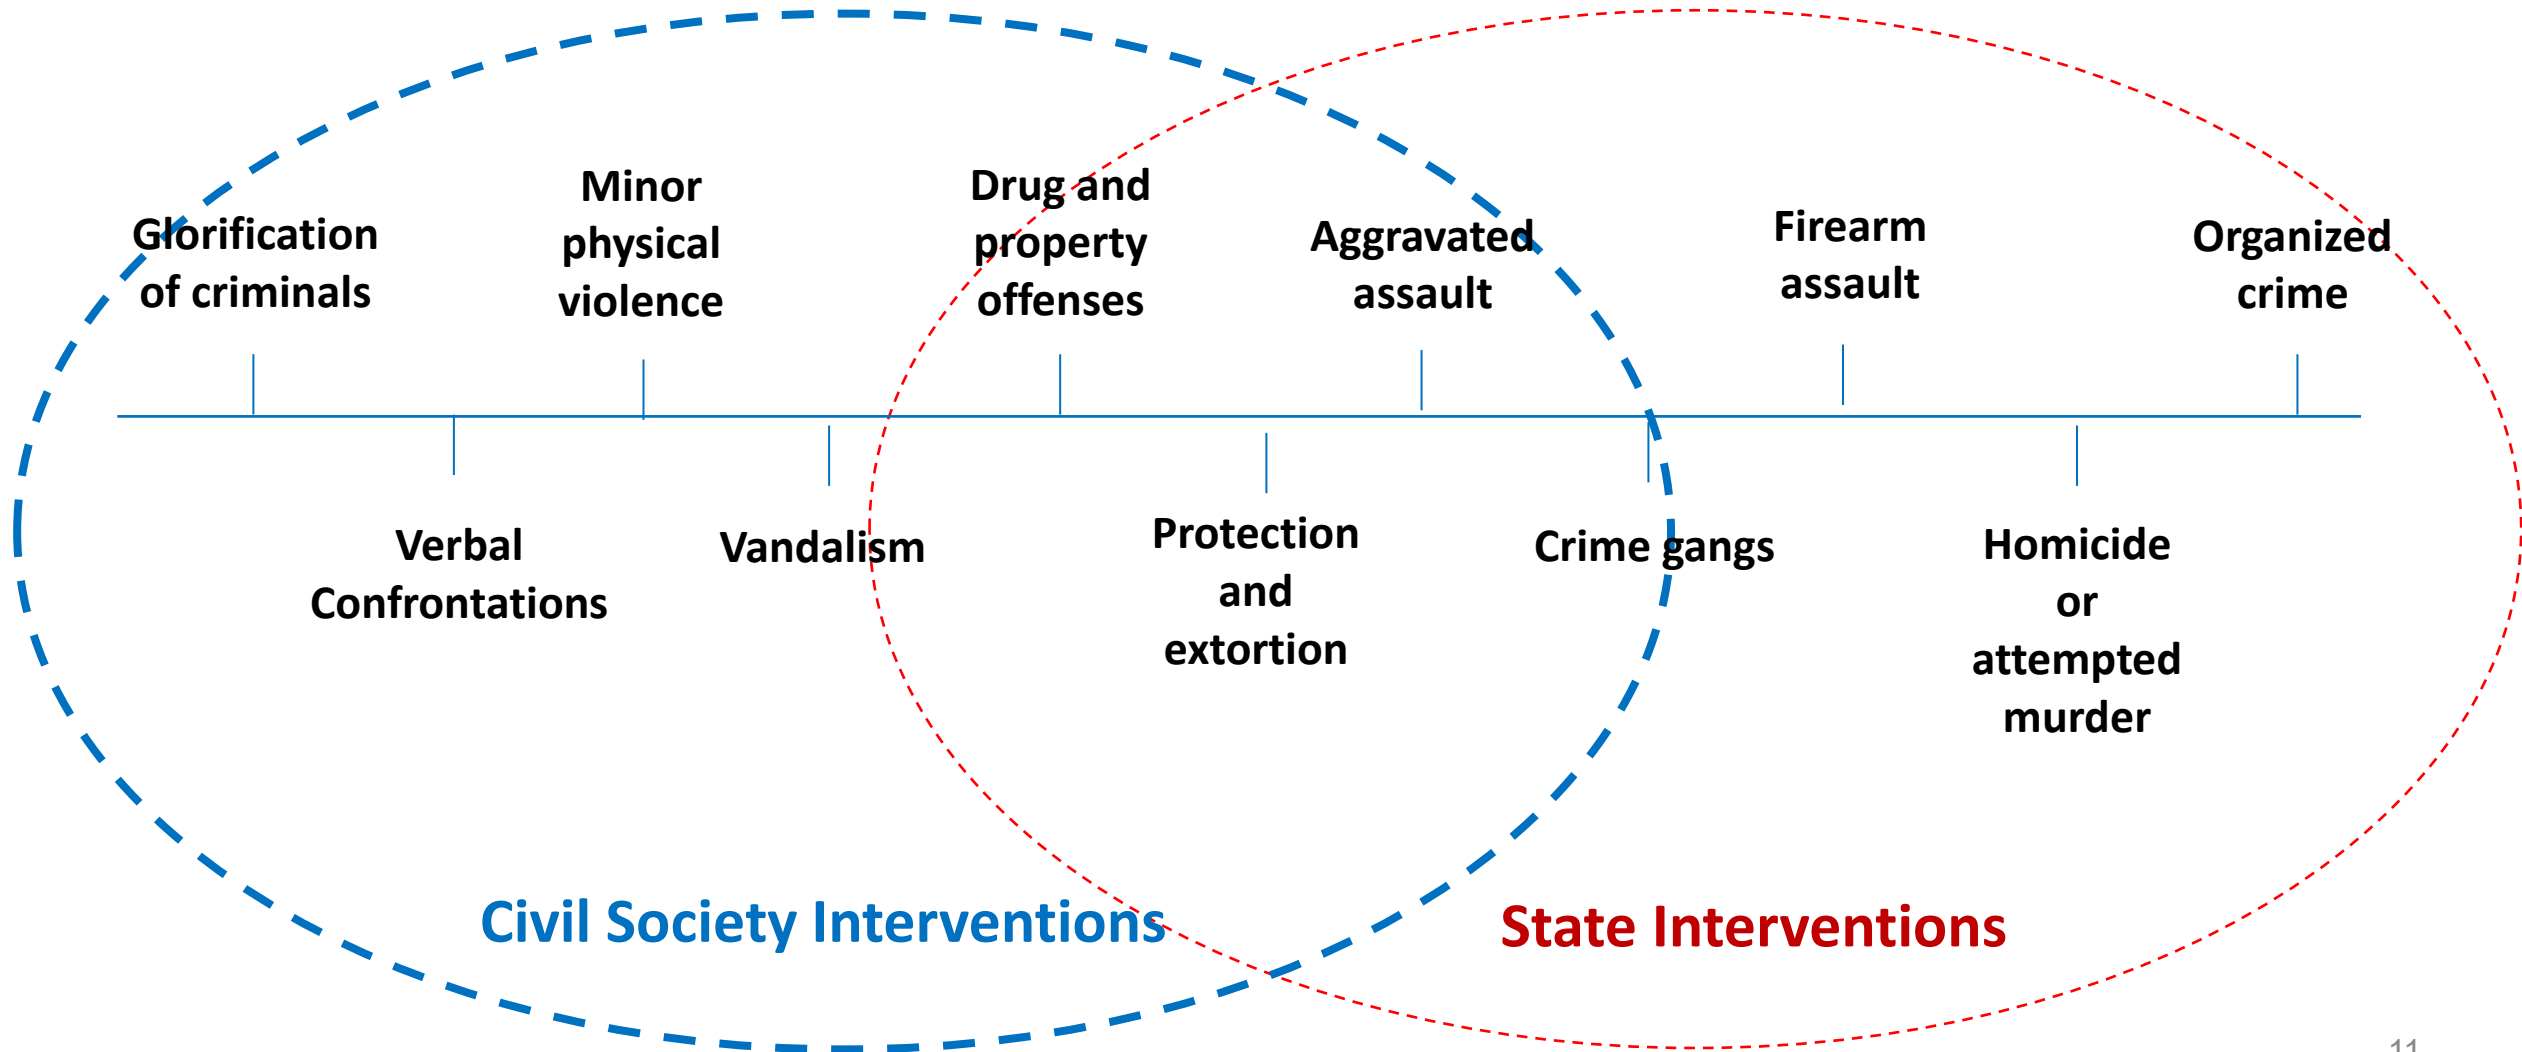 Glorification
of criminals
Minor
physical
violence
Drug and
property
offenses
Aggravated
assault
Firearm
assault
Organized
crime
Verbal
Confrontations
Vandalism
Protection
and
extortion
Crime gangs
Homicide
or
attempted
murder
Civil Society Interventions
State Interventions
11